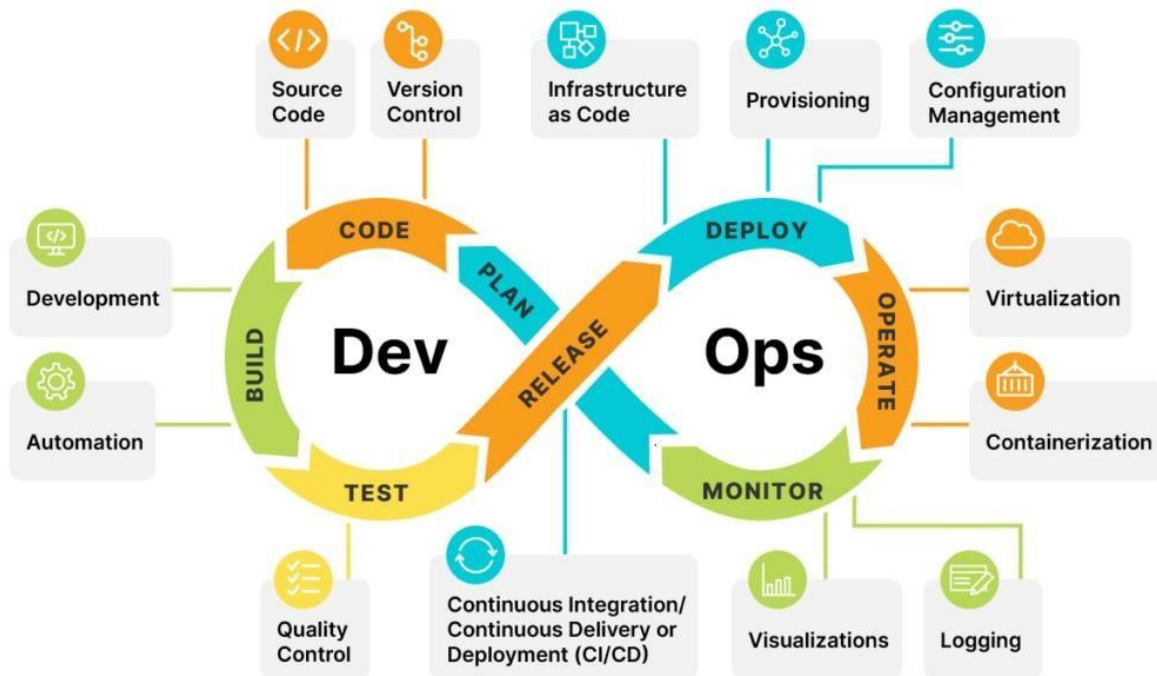 Source
Code
Version
Control
Infrastructure
as Code
Provisioning
Configuration
Management
CODE
PLAN
DEPLOY
Development
Virtualization
BUILD
Dev
RELEASE
Ops
OPERATE
Automation
Containerization
TEST
MONITOR
Quality
Control
Continuous Integration/
Continuous Delivery or
Deployment (CI/CD)
Visualizations
Logging